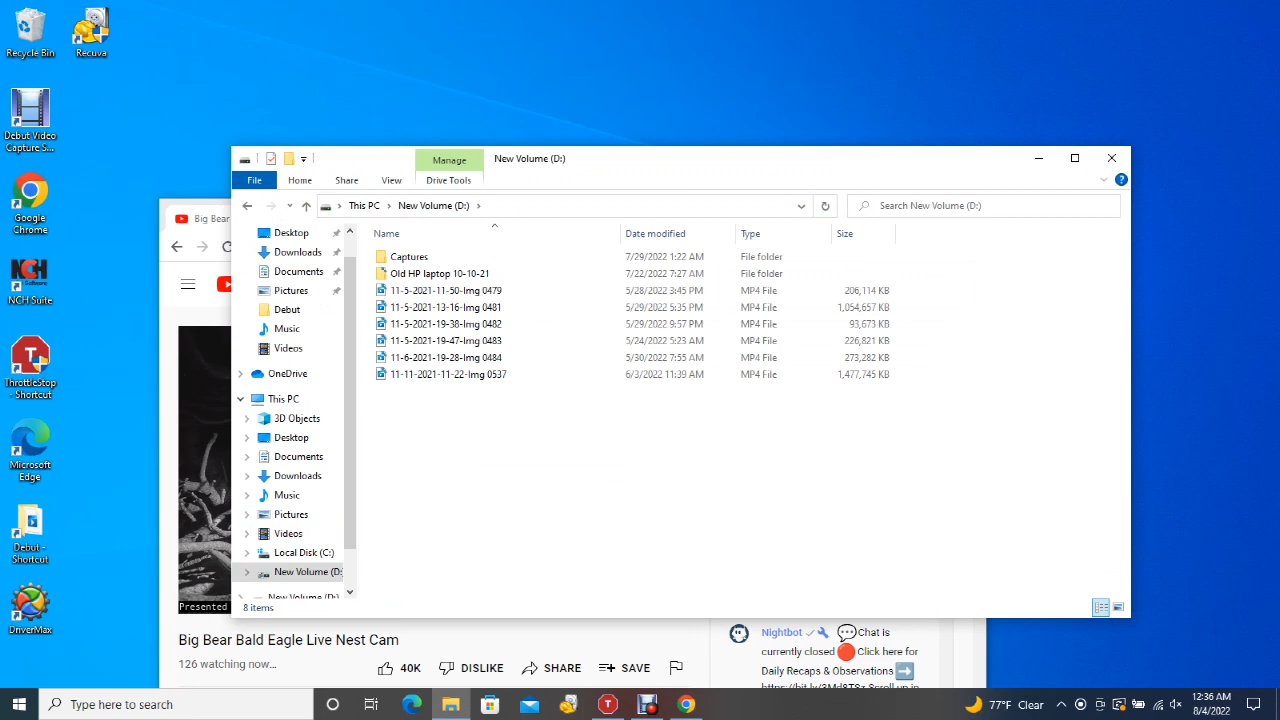 Recycle Bin
Recuva
Debut Video
Capture S...
Google
Chrome
NCH
Software
NCH Suite
ThrottleStop
- Shortcut
Microsoft
Edge
Debut -
Shortcut
DriverMax
Manage
New Volume (D:)
File
Home
Share
View
Drive Tools
This PC
New Volume (D:)
Search New Volume (D:)
Big Bear
Desktop
Downloads
Documents
Pictures
Debut
Music
Videos
OneDrive
This PC
3D Objects
Desktop
Documents
Downloads
Music
Pictures
Videos
Local Disk (C:)
New Volume (D:
New Volume (D:)
Name Date modified Type Size
Captures 7/29/2022 1:22 AM File folder
Old HP laptop 10-10-21 7/22/2022 7:27 AM File folder
11-5-2021-11-50-Img 0479 5/28/2022 3:45 PM MP4 File 206,114 KB
11-5-2021-13-16-Img 0481 5/29/2022 5:35 PM MP4 File 1,054,657 KB
11-5-2021-19-38-Img 0482 5/29/2022 9:57 PM MP4 File 93,673 KB
11-5-2021-19-47-Img 0483 5/24/2022 5:23 AM MP4 File 226,821 KB
11-6-2021-19-28-Img 0484 5/30/2022 7:55 AM MP4 File 273,282 KB
11-11-2021-11-22-Img 0537 6/3/2022 11:39 AM MP4 File 1,477,745 KB
8 items
Presented
Big Bear Bald Eagle Live Nest Cam
126 watching now...
40K
DISLIKE
SHARE
SAVE
Nightbot Chat is
currently closed Click here for
Daily Recaps & Observations
https://bit.ly/3Md8TSz Scroll up in
Type here to search
77°F Clear
12:36 AM
8/4/2022